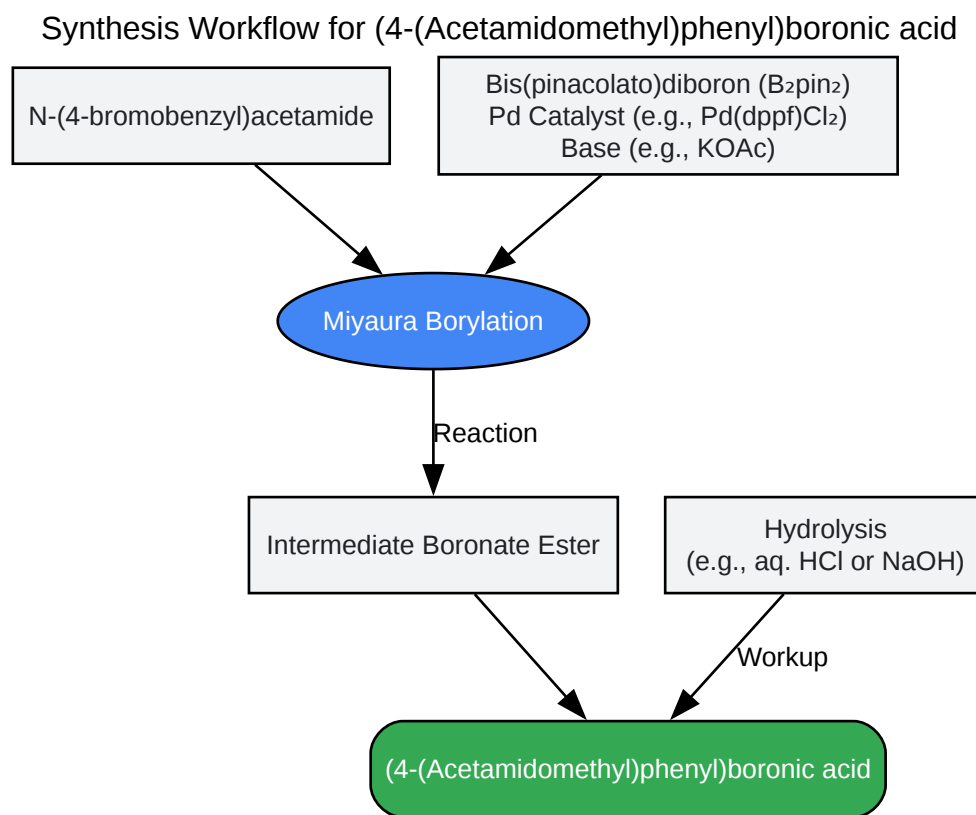 Synthesis Workflow for (4-(Acetamidomethyl)phenyl)boronic acid
N-(4-bromobenzyl)acetamide
Bis(pinacolato)diboron (B₂pin₂)
Pd Catalyst (e.g., Pd(dppf)Cl₂)
Base (e.g., KOAc)
Miyaura Borylation
Reaction
Intermediate Boronate Ester
Hydrolysis
(e.g., aq. HCl or NaOH)
Workup
(4-(Acetamidomethyl)phenyl)boronic acid